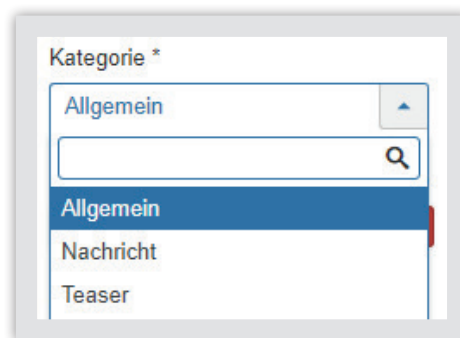 Kategorie *
Allgemein
Allgemein
Nachricht
Teaser